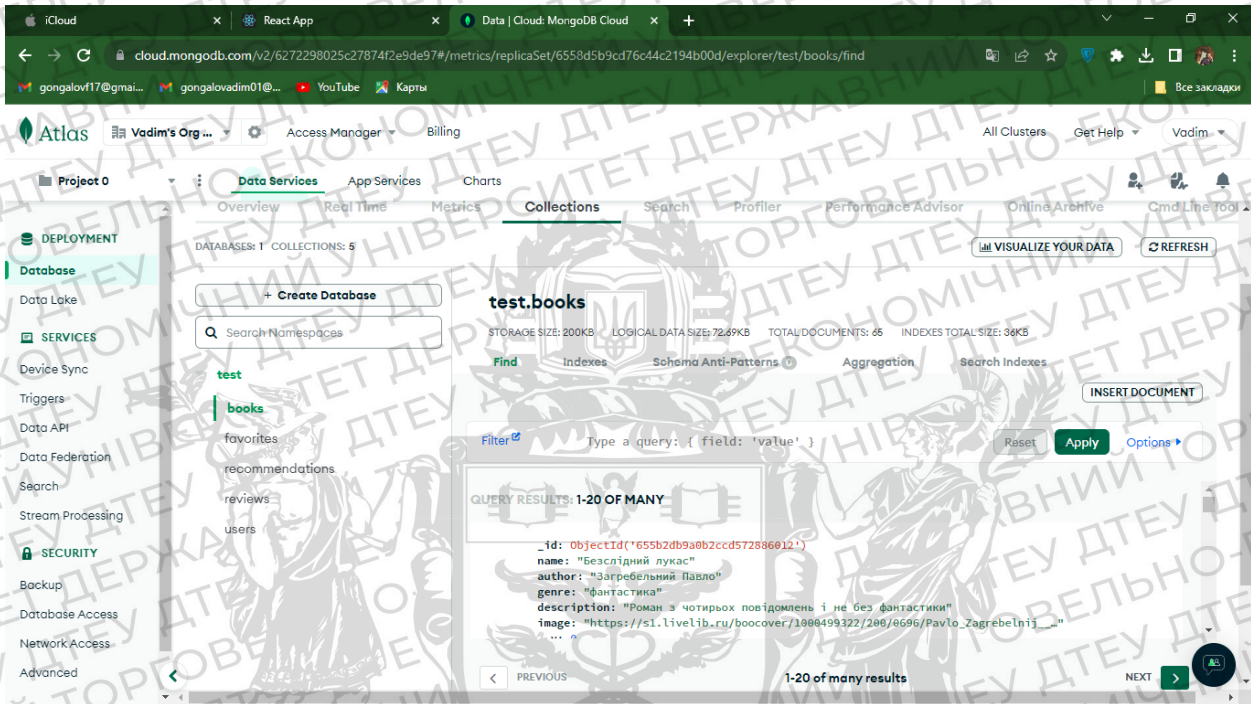 iCloud React App Data | Cloud: MongoDB Cloud
cloud.mongodb.com/v2/6272298025c27874f2e9de97#/metrics/replicaSet/6558d5b9cd76c44c2194b00d/explorer/test/books/find
gongalovf17@gmai... gongalovadim01@... YouTube Карты Все закладки
Atlas Vadim's Org ... Access Manager Billing All Clusters Get Help Vadim
Project 0 Data Services App Services Charts
Overview Real Time Metrics Collections Search Profiler Performance Advisor Online Archive Cmd Line Tool
DEPLOYMENT
Database
Data Lake
SERVICES
Device Sync
Triggers
Data API
Data Federation
Search
Stream Processing
SECURITY
Backup
Database Access
Network Access
Advanced
DATABASES: 1 COLLECTIONS: 5
VISUALIZE YOUR DATA
REFRESH
+ Create Database
Search Namespaces
test
books
favorites
recommendations
reviews
users
test.books
STORAGE SIZE: 200KB LOGICAL DATA SIZE: 72.69KB TOTAL DOCUMENTS: 65 INDEXES TOTAL SIZE: 36KB
Find Indexes Schema Anti-Patterns 0 Aggregation Search Indexes
INSERT DOCUMENT
Filter Type a query: { field: 'value' } Reset Apply Options
QUERY RESULTS: 1-20 OF MANY
_id: ObjectId('655b2db9a0b2ccd572886012')
name: "Безслідний лукас"
author: "Загребельний Павло"
genre: "фантастика"
description: "Роман з чотирьох повідомлень і не без фантастики"
image: "https://s1.livelib.ru/boocover/1000499322/200/0696/Pavlo_Zagrebelnij__…"
PREVIOUS 1-20 of many results NEXT